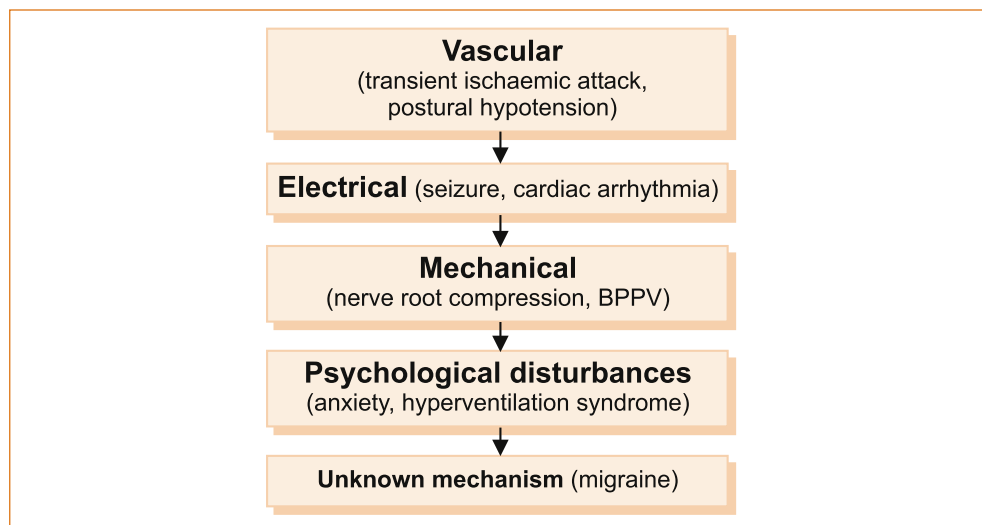 Vascular
(transient ischaemic attack,
postural hypotension)
Electrical (seizure, cardiac arrhythmia)
Mechanical
(nerve root compression, BPPV)
Psychological disturbances
(anxiety, hyperventilation syndrome)
Unknown mechanism (migraine)